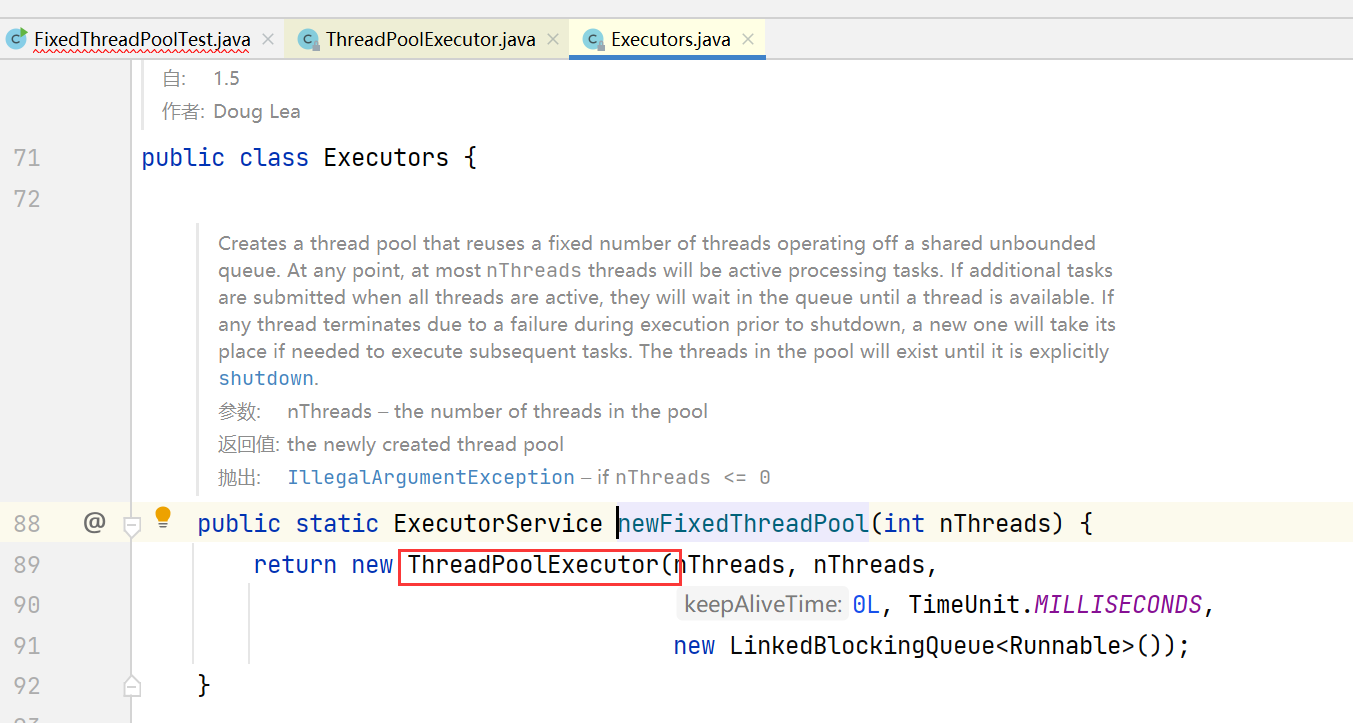 FixedThreadPoolTest.java × ThreadPoolExecutor.java × Executors.java ×
自: 1.5
作者: Doug Lea
71 public class Executors {
72
Creates a thread pool that reuses a fixed number of threads operating off a shared unbounded
queue. At any point, at most nThreads threads will be active processing tasks. If additional tasks
are submitted when all threads are active, they will wait in the queue until a thread is available. If
any thread terminates due to a failure during execution prior to shutdown, a new one will take its
place if needed to execute subsequent tasks. The threads in the pool will exist until it is explicitly
shutdown.
参数: nThreads – the number of threads in the pool
返回值: the newly created thread pool
抛出: IllegalArgumentException – if nThreads <= 0
88 @ public static ExecutorService newFixedThreadPool(int nThreads) {
89 return new ThreadPoolExecutor(nThreads, nThreads,
90 keepAliveTime: 0L, TimeUnit.MILLISECONDS,
91 new LinkedBlockingQueue<Runnable>());
92 }